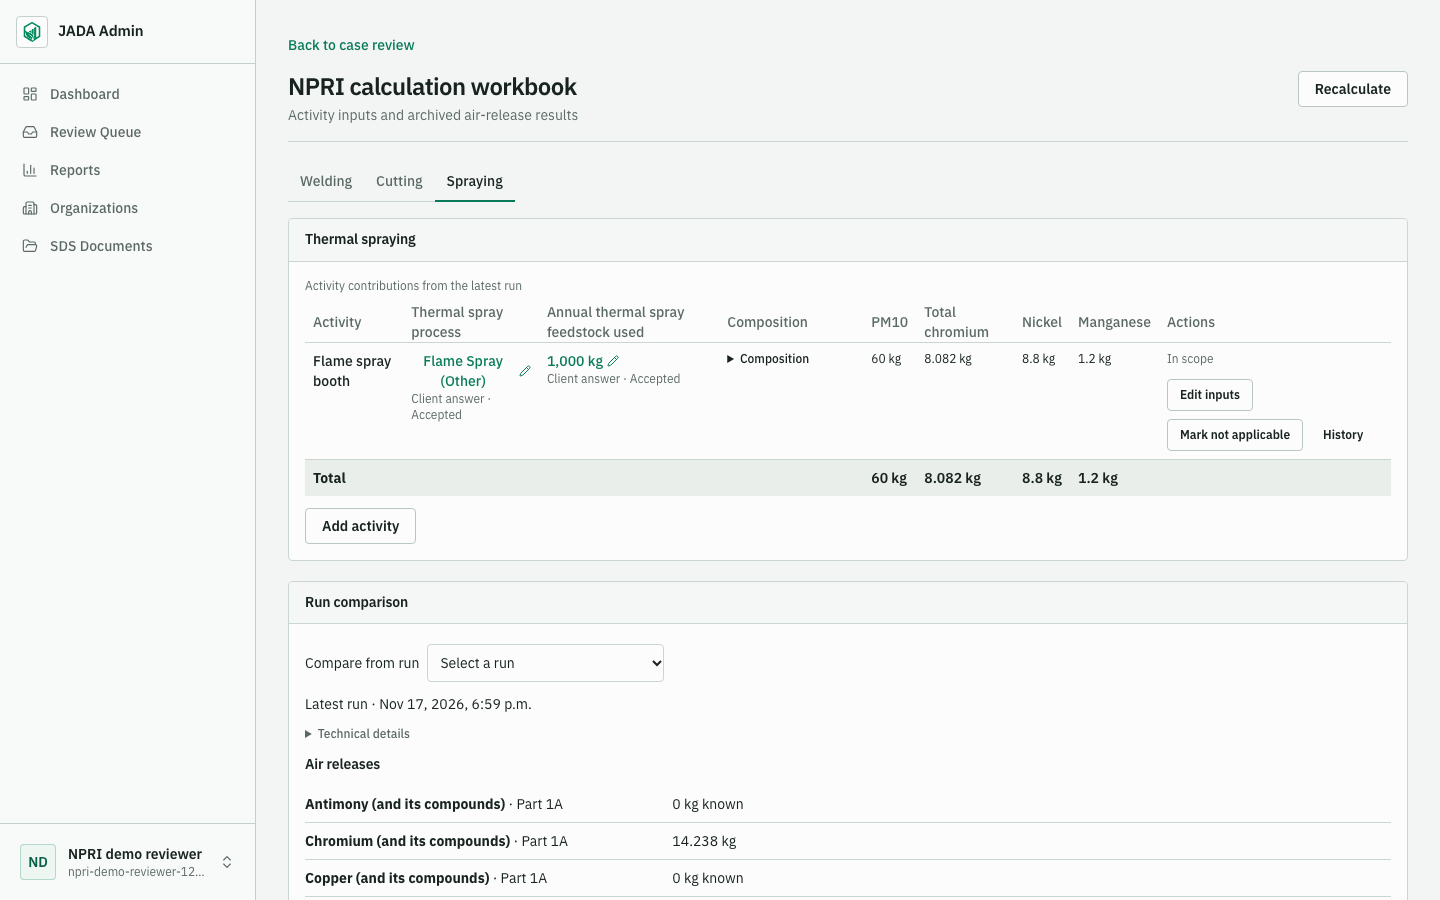 JADA Admin
Dashboard
Review Queue
Reports
Organizations
SDS Documents
NPRI demo reviewer
ND
npri-demo-reviewer-12...
Back to case review
NPRI calculation workbook
Activity inputs and archived air-release results
Recalculate
Welding Cutting Spraying
Thermal spraying
Activity contributions from the latest run
Activity
Thermal spray
process
Annual thermal spray
feedstock used
Composition
PM10
Total
chromium
Nickel
Manganese
Actions
Flame spray
booth
Flame Spray
(Other)
Client answer ·
Accepted
1,000 kg
Client answer · Accepted
Composition
60 kg
8.082 kg
8.8 kg
1.2 kg
In scope
Edit inputs
Mark not applicable
History
Total 60 kg 8.082 kg 8.8 kg 1.2 kg
Add activity
Run comparison
Compare from run Select a run
Latest run · Nov 17, 2026, 6:59 p.m.
Technical details
Air releases
Antimony (and its compounds) · Part 1A 0 kg known
Chromium (and its compounds) · Part 1A 14.238 kg
Copper (and its compounds) · Part 1A 0 kg known